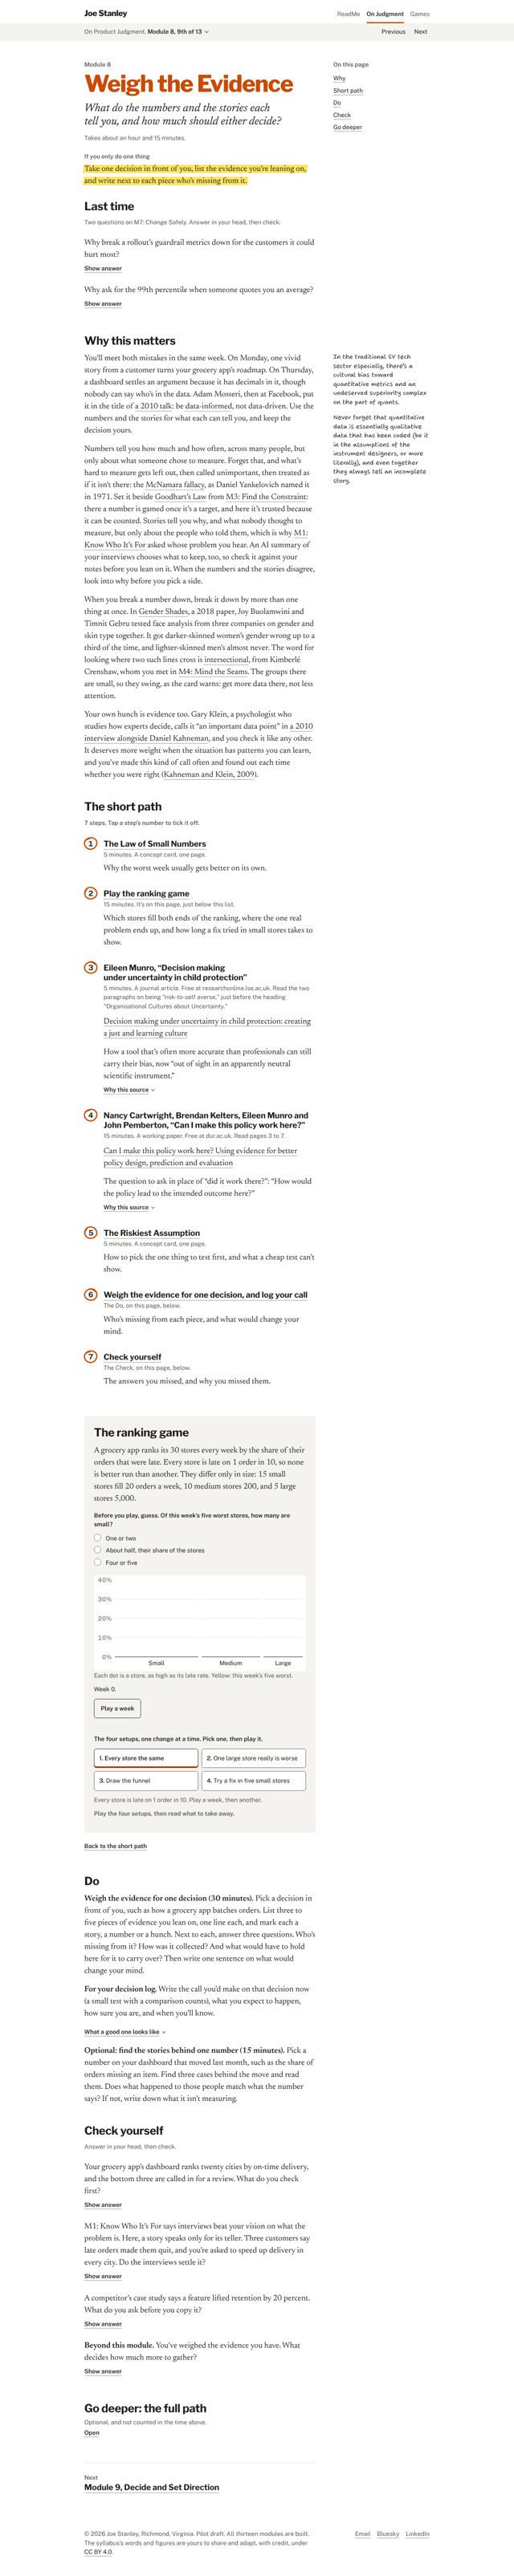 Joe Stanley
ReadMe On Judgment Games
On Product Judgment, Module 8, 9th of 13
Previous Next
Module 8
Weigh the Evidence
What do the numbers and the stories each
tell you, and how much should either decide?
Takes about an hour and 15 minutes.
If you only do one thing
Take one decision in front of you, list the evidence you're leaning on,
and write next to each piece who's missing from it.
On this page
Why
Short path
Do
Check
Go deeper
Last time
Two questions on M7: Change Safely. Answer in your head, then check.
Why break a rollout's guardrail metrics down for the customers it could
hurt most?
Show answer
Why ask for the 99th percentile when someone quotes you an average?
Show answer
Why this matters
You'll meet both mistakes in the same week. On Monday, one vivid
story from a customer turns your grocery app's roadmap. On Thursday,
a dashboard settles an argument because it has decimals in it, though
nobody can say who's in the data. Adam Mosseri, then at Facebook, put
it in the title of a 2010 talk: be data-informed, not data-driven. Use the
numbers and the stories for what each can tell you, and keep the
decision yours.
In the traditional SV tech
sector especially, there's a
cultural bias toward
quantitative metrics and an
undeserved superiority complex
on the part of quants.
Never forget that quantitative
data is essentially qualitative
data that has been coded (be it
in the assumptions of the
instrument designers, or more
literally), and even together
they always tell an incomplete
story.
Numbers tell you how much and how often, across many people, but
only about what someone chose to measure. Forget that, and what's
hard to measure gets left out, then called unimportant, then treated as
if it isn't there: the McNamara fallacy, as Daniel Yankelovich named it
in 1971. Set it beside Goodhart's Law from M3: Find the Constraint:
there a number is gamed once it's a target, and here it's trusted because
it can be counted. Stories tell you why, and what nobody thought to
measure, but only about the people who told them, which is why M1:
Know Who It's For asked whose problem you hear. An AI summary of
your interviews chooses what to keep, too, so check it against your
notes before you lean on it. When the numbers and the stories disagree,
look into why before you pick a side.
When you break a number down, break it down by more than one
thing at once. In Gender Shades, a 2018 paper, Joy Buolamwini and
Timnit Gebru tested face analysis from three companies on gender and
skin type together. It got darker-skinned women's gender wrong up to a
third of the time, and lighter-skinned men's almost never. The word for
looking where two such lines cross is intersectional, from Kimberlé
Crenshaw, whom you met in M4: Mind the Seams. The groups there
are small, so they swing, as the card warns: get more data there, not less
attention.
Your own hunch is evidence too. Gary Klein, a psychologist who
studies how experts decide, calls it "an important data point" in a 2010
interview alongside Daniel Kahneman, and you check it like any other.
It deserves more weight when the situation has patterns you can learn,
and you've made this kind of call often and found out each time
whether you were right (Kahneman and Klein, 2009).
The short path
7 steps. Tap a step's number to tick it off.
1 The Law of Small Numbers
5 minutes. A concept card, one page.
Why the worst week usually gets better on its own.
2 Play the ranking game
15 minutes. It's on this page, just below this list.
Which stores fill both ends of the ranking, where the one real
problem ends up, and how long a fix tried in small stores takes to
show.
3 Eileen Munro, "Decision making
under uncertainty in child protection"
5 minutes. A journal article. Free at researchonline.lse.ac.uk. Read the two
paragraphs on being "risk-to-self averse," just before the heading
"Organisational Cultures about Uncertainty."
Decision making under uncertainty in child protection: creating
a just and learning culture
How a tool that's often more accurate than professionals can still
carry their bias, now "out of sight in an apparently neutral
scientific instrument."
Why this source
4 Nancy Cartwright, Brendan Kelters, Eileen Munro and
John Pemberton, "Can I make this policy work here?"
15 minutes. A working paper. Free at dur.ac.uk. Read pages 3 to 7.
Can I make this policy work here? Using evidence for better
policy design, prediction and evaluation
The question to ask in place of "did it work there?": "How would
the policy lead to the intended outcome here?"
Why this source
5 The Riskiest Assumption
5 minutes. A concept card, one page.
How to pick the one thing to test first, and what a cheap test can't
show.
6 Weigh the evidence for one decision, and log your call
The Do, on this page, below.
Who's missing from each piece, and what would change your
mind.
7 Check yourself
The Check, on this page, below.
The answers you missed, and why you missed them.
The ranking game
A grocery app ranks its 30 stores every week by the share of their
orders that were late. Every store is late on 1 order in 10, so none
is better run than another. They differ only in size: 15 small
stores fill 20 orders a week, 10 medium stores 200, and 5 large
stores 5,000.
Before you play, guess. Of this week's five worst stores, how many are
small?
One or two
About half, their share of the stores
Four or five
40%
30%
20%
10%
0%
Small Medium Large
Each dot is a store, as high as its late rate. Yellow: this week's five worst.
Week 0.
Play a week
The four setups, one change at a time. Pick one, then play it.
1. Every store the same
2. One large store really is worse
3. Draw the funnel
4. Try a fix in five small stores
Every store is late on 1 order in 10. Play a week, then another.
Play the four setups, then read what to take away.
Back to the short path
Do
Weigh the evidence for one decision (30 minutes). Pick a decision in
front of you, such as how a grocery app batches orders. List three to
five pieces of evidence you lean on, one line each, and mark each a
story, a number or a hunch. Next to each, answer three questions. Who's
missing from it? How was it collected? And what would have to hold
here for it to carry over? Then write one sentence on what would
change your mind.
For your decision log. Write the call you'd make on that decision now
(a small test with a comparison counts), what you expect to happen,
how sure you are, and when you'll know.
What a good one looks like
Optional: find the stories behind one number (15 minutes). Pick a
number on your dashboard that moved last month, such as the share of
orders missing an item. Find three cases behind the move and read
them. Does what happened to those people match what the number
says? If not, write down what it isn't measuring.
Check yourself
Answer in your head, then check.
Your grocery app's dashboard ranks twenty cities by on-time delivery,
and the bottom three are called in for a review. What do you check
first?
Show answer
M1: Know Who It's For says interviews beat your vision on what the
problem is. Here, a story speaks only for its teller. Three customers say
late orders made them quit, and you're asked to speed up delivery in
every city. Do the interviews settle it?
Show answer
A competitor's case study says a feature lifted retention by 20 percent.
What do you ask before you copy it?
Show answer
Beyond this module. You've weighed the evidence you have. What
decides how much more to gather?
Show answer
Go deeper: the full path
Optional, and not counted in the time above.
Open
Next
Module 9, Decide and Set Direction
© 2026 Joe Stanley, Richmond, Virginia. Pilot draft. All thirteen modules are built.
The syllabus's words and figures are yours to share and adapt, with credit, under
CC BY 4.0.
Email Bluesky LinkedIn